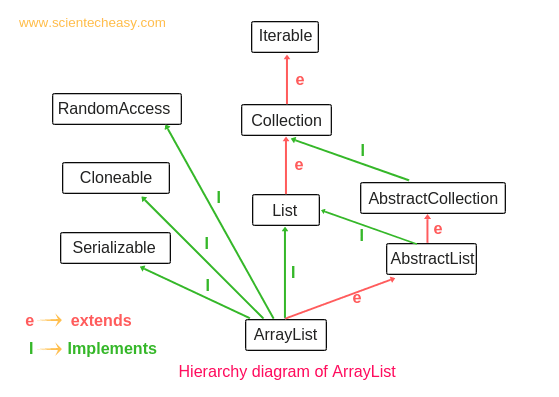 www.scientecheasy.com
Iterable
e
RandomAccess
Collection
I
e
Cloneable
I
List
AbstractCollection
I
e
Serializable
I
I
I
AbstractList
e
e extends
ArrayList
I Implements
Hierarchy diagram of ArrayList